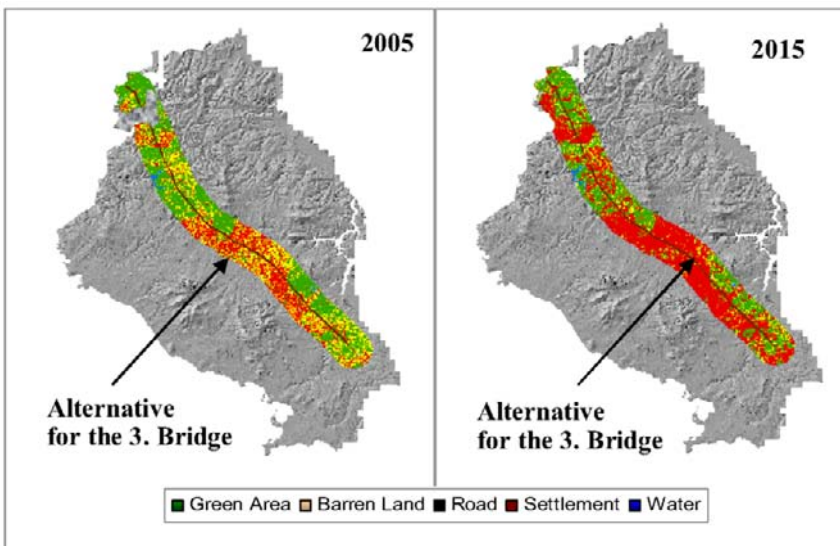 2005
Alternative
for the 3. Bridge
2015
Alternative
for the 3. Bridge
Green Area Barren Land Road Settlement Water